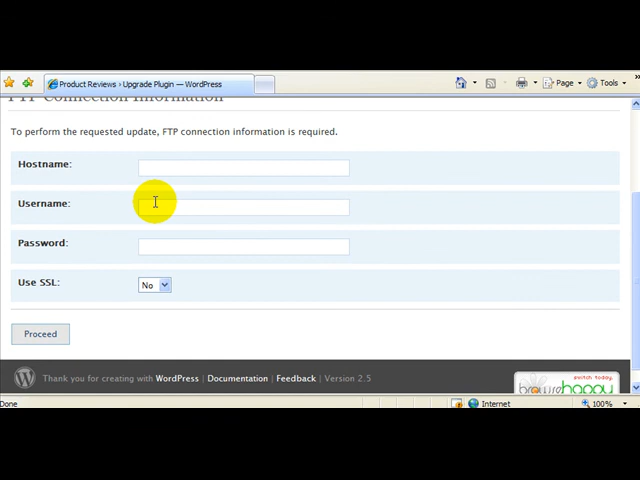 Product Reviews › Upgrade Plugin — WordPress
Page
Tools
FTP Connection Information
To perform the requested update, FTP connection information is required.
Hostname:
Username:
Password:
Use SSL:
No
Proceed
Thank you for creating with WordPress | Documentation | Feedback | Version 2.5
switch today.
browsehappy
Done
Internet
100%